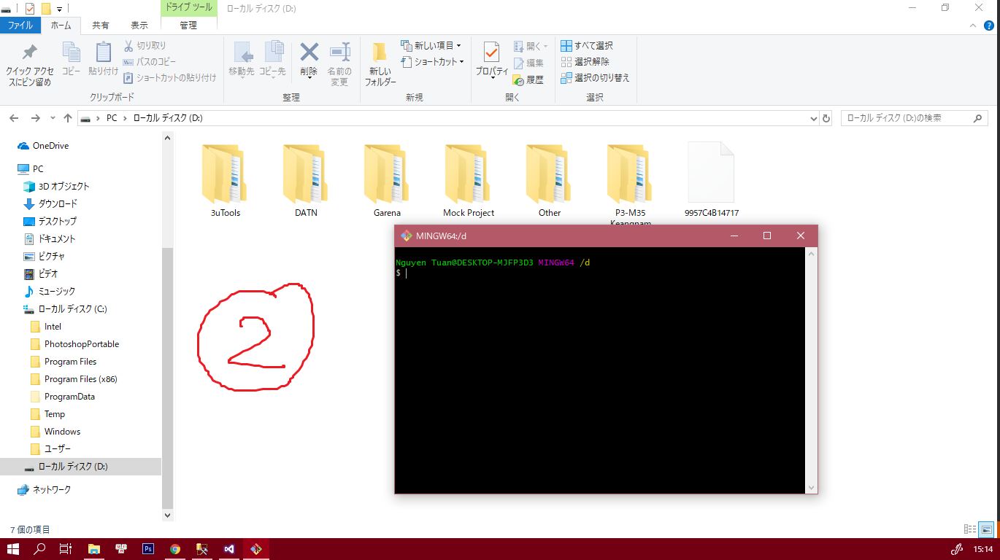 ドライブ ツール
ローカル ディスク (D:)
ファイル
ホーム
共有
表示
管理
クイック アクセ
スにピン留め
コピー
貼り付け
切り取り
パスのコピー
ショートカットの貼り付け
クリップボード
移動先
コピー先
削除
名前の
変更
整理
新しい
フォルダー
新しい項目
ショートカット
新規
プロパティ
開く
編集
履歴
開く
すべて選択
選択解除
選択の切り替え
選択
PC
ローカル ディスク (D:)
ローカル ディスク (D:)の検索
OneDrive
PC
3D オブジェクト
ダウンロード
デスクトップ
ドキュメント
ピクチャ
ビデオ
ミュージック
ローカル ディスク (C:)
Intel
PhotoshopPortable
Program Files
Program Files (x86)
ProgramData
Temp
Windows
ユーザー
ローカル ディスク (D:)
ネットワーク
3uTools
DATN
Garena
Mock Project
Other
P3-M35
Keangnam
9957C4B14717
MINGW64:/d
Nguyen Tuan@DESKTOP-MJFP3D3 MINGW64 /d
$
2
7 個の項目
Ps
15:14